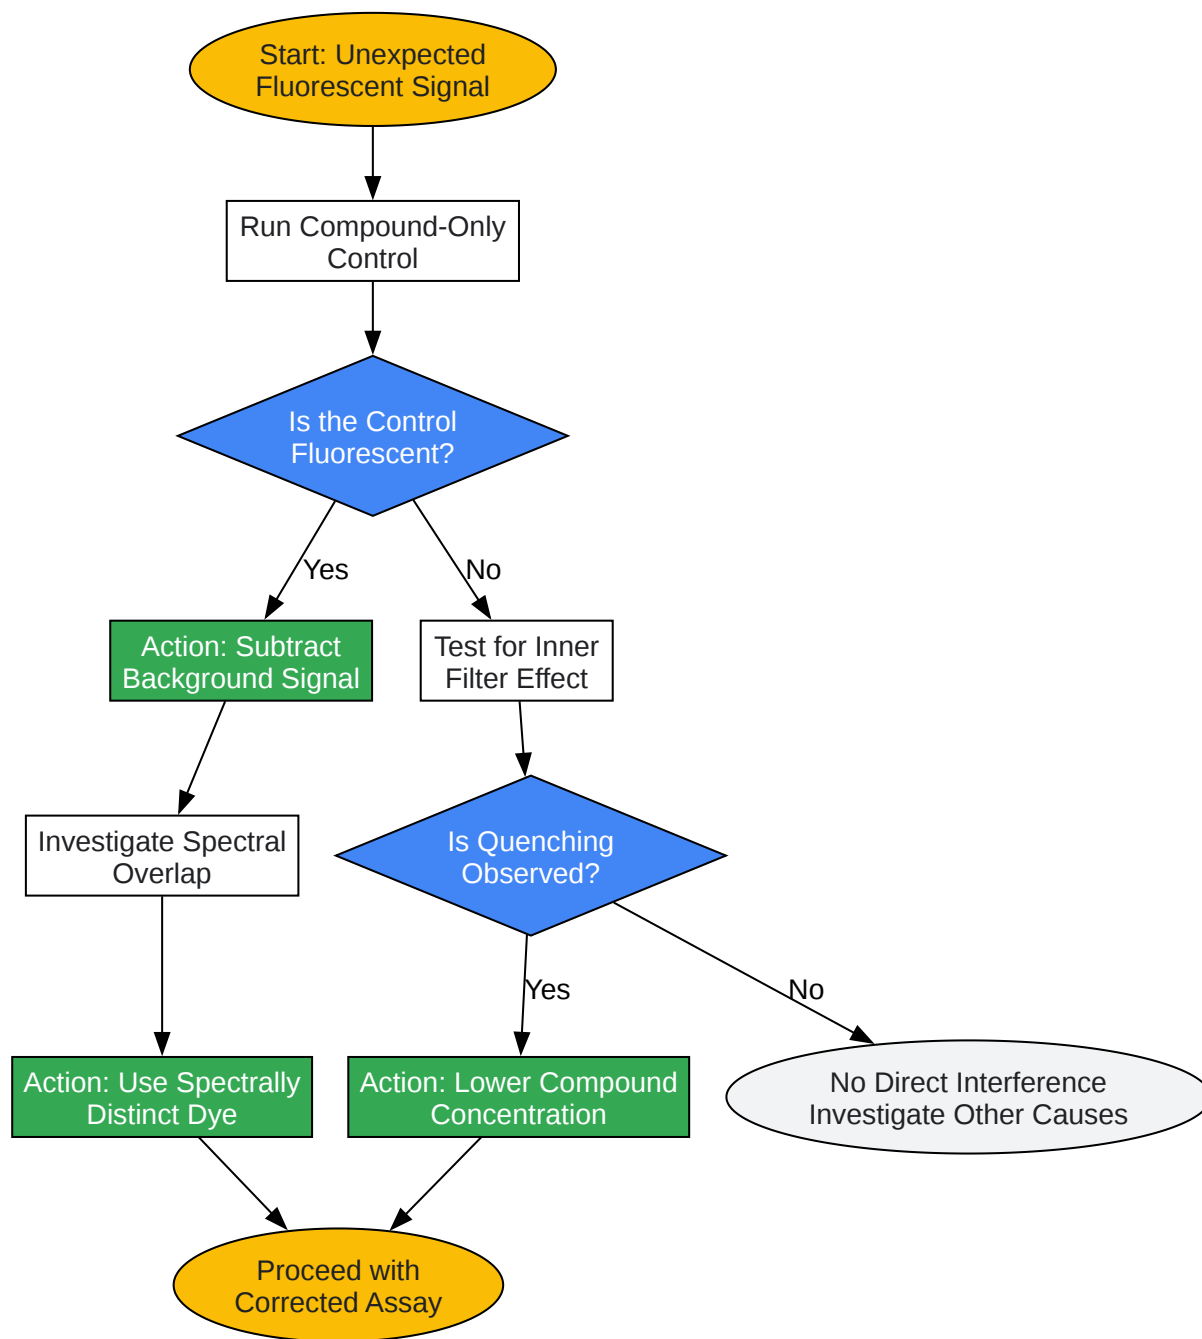 Start: Unexpected
Fluorescent Signal
Run Compound-Only
Control
Is the Control
Fluorescent?
Yes
No
Action: Subtract
Background Signal
Test for Inner
Filter Effect
Investigate Spectral
Overlap
Is Quenching
Observed?
Yes
No
Action: Use Spectrally
Distinct Dye
Action: Lower Compound
Concentration
No Direct Interference
Investigate Other Causes
Proceed with
Corrected Assay